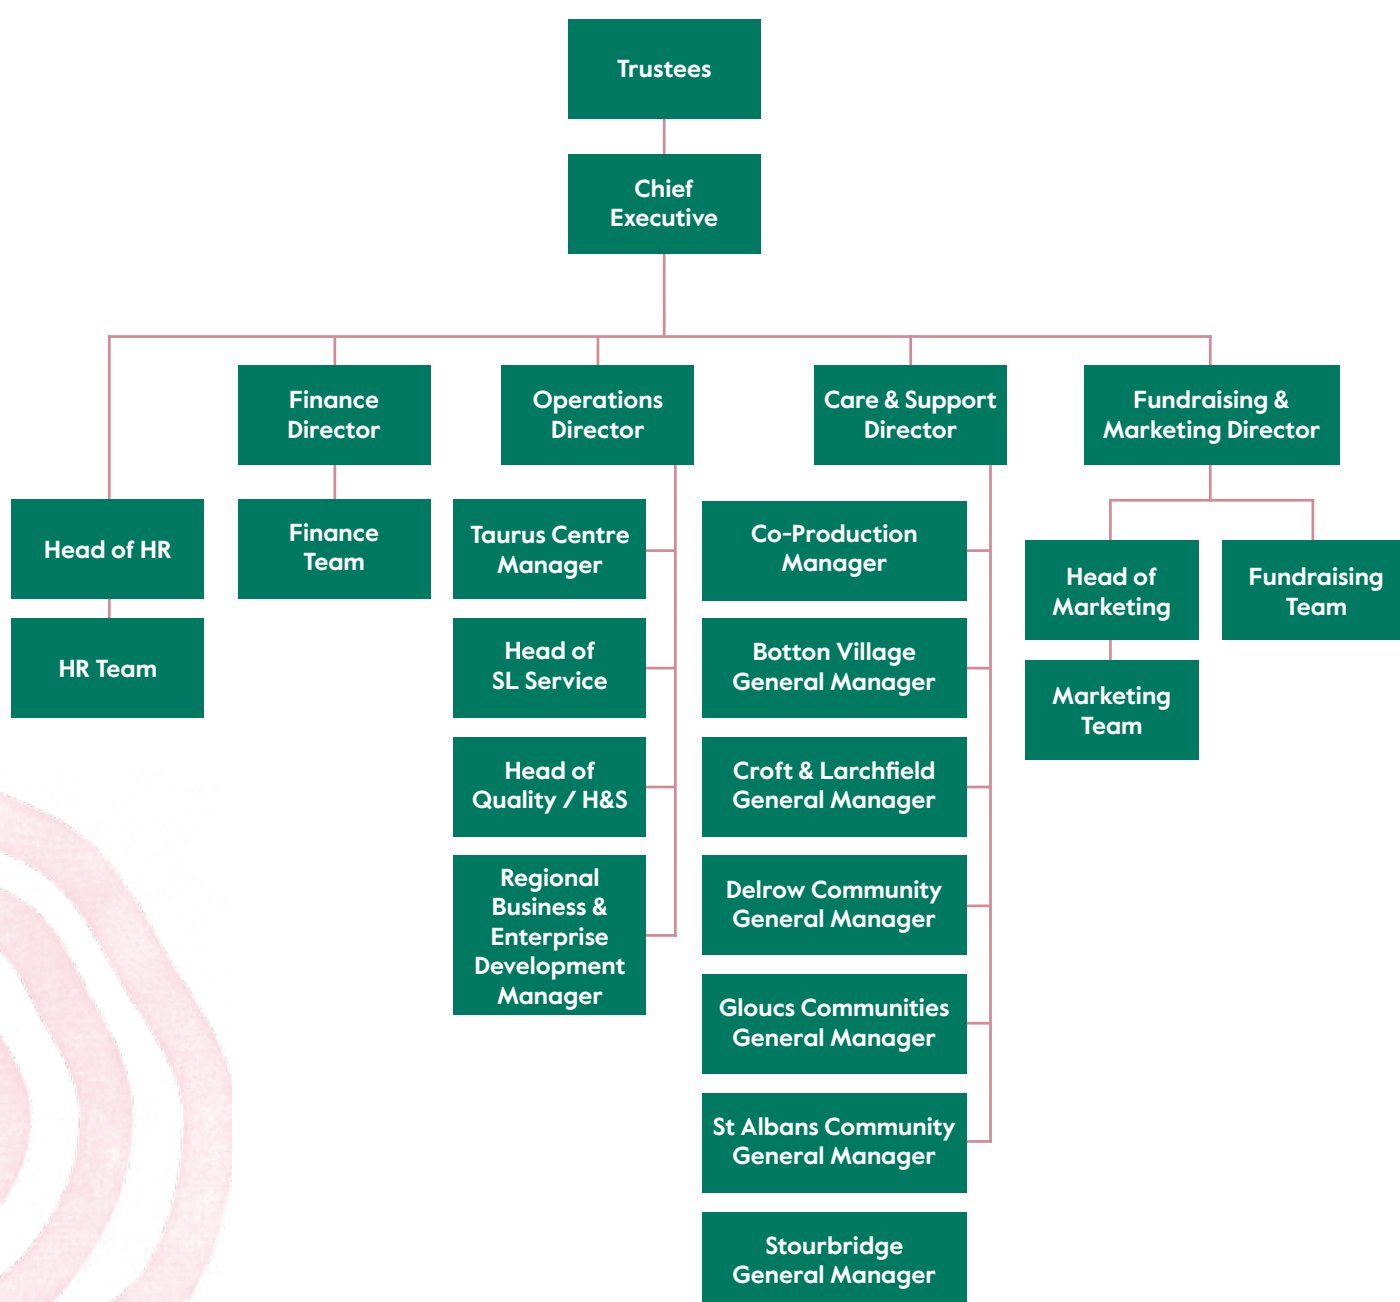 Trustees
Chief
Executive
Finance
Director
Operations
Director
Care & Support
Director
Fundraising &
Marketing Director
Head of HR
HR Team
Finance
Team
Taurus Centre
Manager
Head of
SL Service
Head of
Quality / H&S
Regional
Business &
Enterprise
Development
Manager
Co-Production
Manager
Botton Village
General Manager
Croft & Larchfield
General Manager
Delrow Community
General Manager
Gloucs Communities
General Manager
St Albans Community
General Manager
Stourbridge
General Manager
Head of
Marketing
Marketing
Team
Fundraising
Team